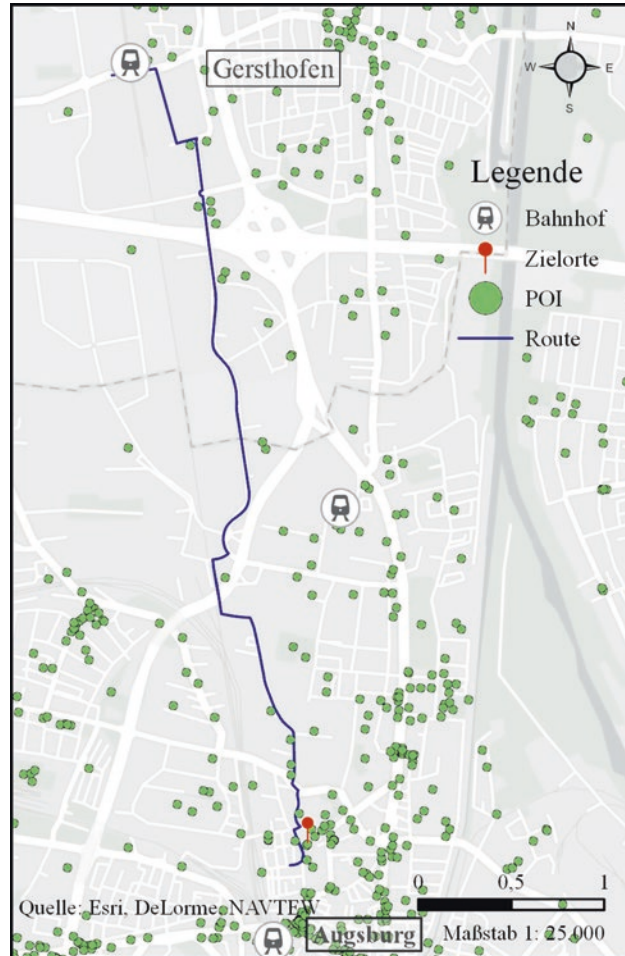 Gersthofen
N
W E
S
Legende
Bahnhof
Zielorte
POI
Route
0 0,5 1
Quelle: Esri, DeLorme, NAVTEW
Augsburg
Maßstab 1: 25.000